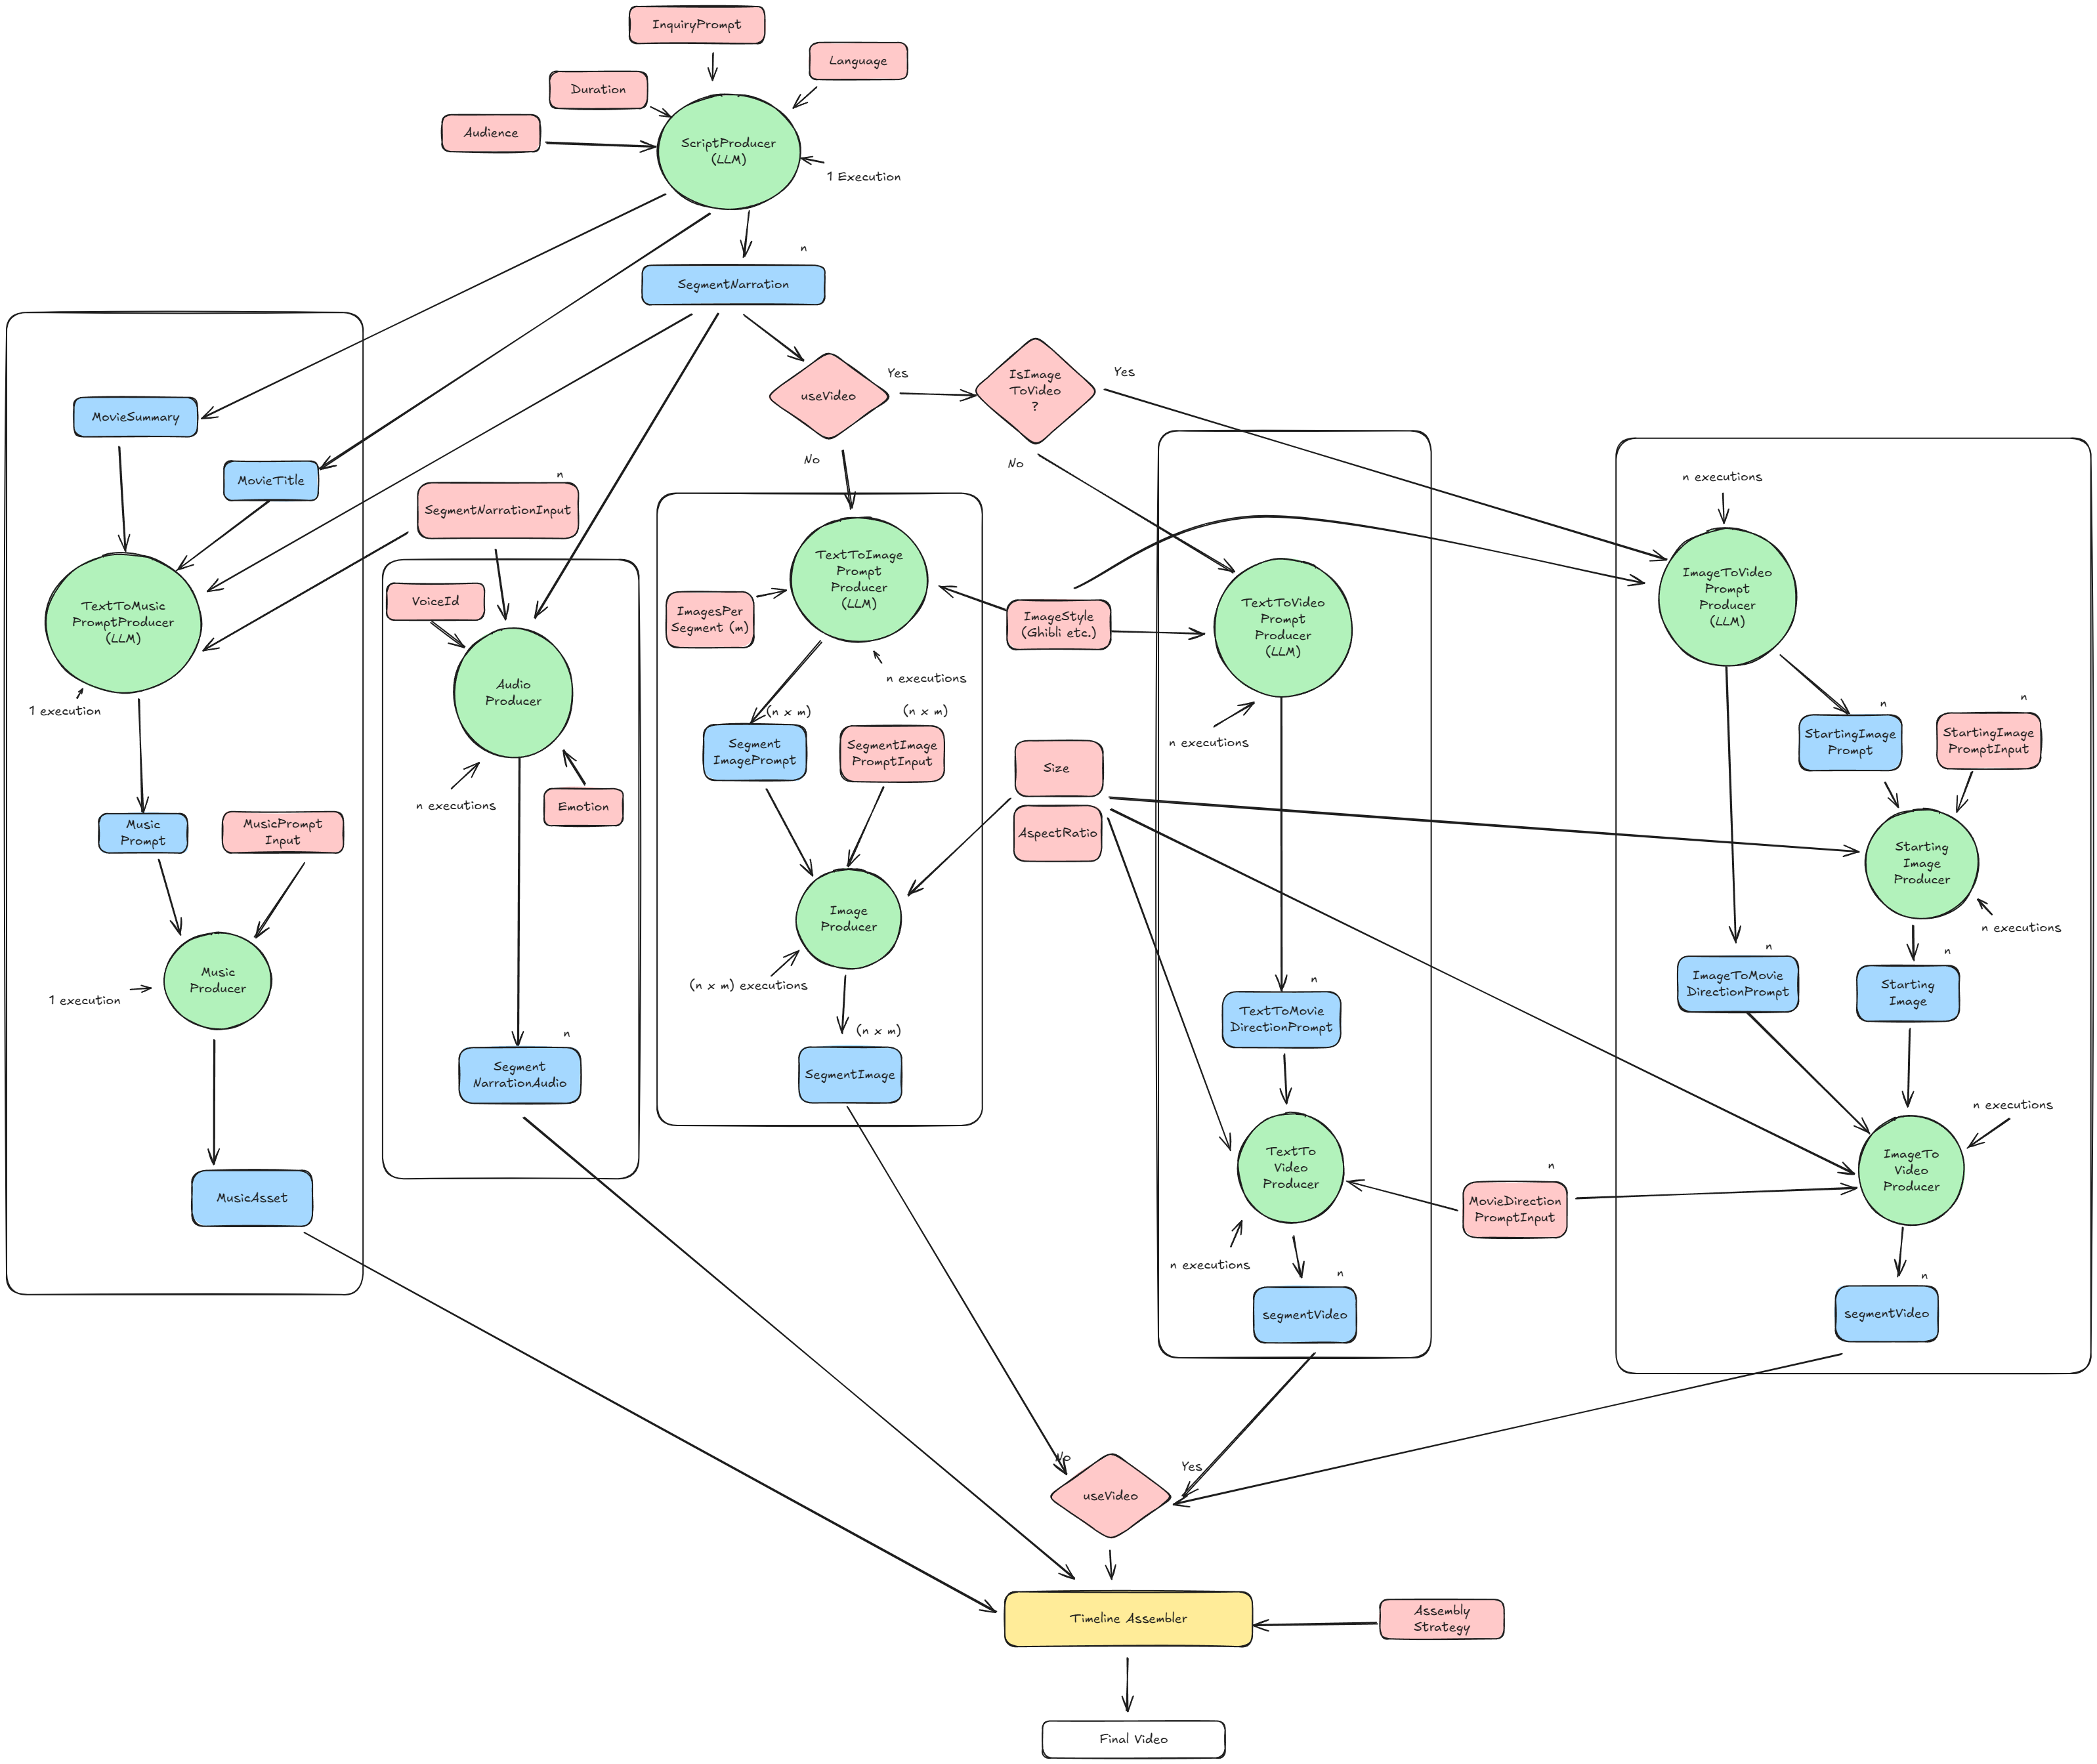 InquiryPrompt
Language
Duration
Audience
ScriptProducer
(LLM)
1 Execution
n
SegmentNarration
useVideo
Yes
IsImage
ToVideo
?
Yes
No
No
MovieSummary
MovieTitle
n
SegmentNarrationInput
n executions
TextToMusic
PromptProducer
(LLM)
1 execution
VoiceId
Audio
Producer
n executions
Emotion
TextToImage
Prompt
Producer
(LLM)
ImagesPer
Segment (m)
n executions
ImageStyle
(Ghibli etc.)
TextToVideo
Prompt
Producer
(LLM)
n executions
ImageToVideo
Prompt
Producer
(LLM)
(n x m)
Segment
ImagePrompt
(n x m)
SegmentImage
PromptInput
Size
AspectRatio
n
StartingImage
Prompt
n
StartingImage
PromptInput
Music
Prompt
MusicPrompt
Input
Image
Producer
(n x m) executions
Starting
Image
Producer
n executions
Music
Producer
1 execution
n
ImageToMovie
DirectionPrompt
n
Starting
Image
n
TextToMovie
DirectionPrompt
n
Segment
NarrationAudio
(n x m)
SegmentImage
TextTo
Video
Producer
n executions
n
MovieDirection
PromptInput
n executions
ImageTo
Video
Producer
MusicAsset
n
segmentVideo
n
segmentVideo
No
Yes
useVideo
Timeline Assembler
Assembly
Strategy
Final Video